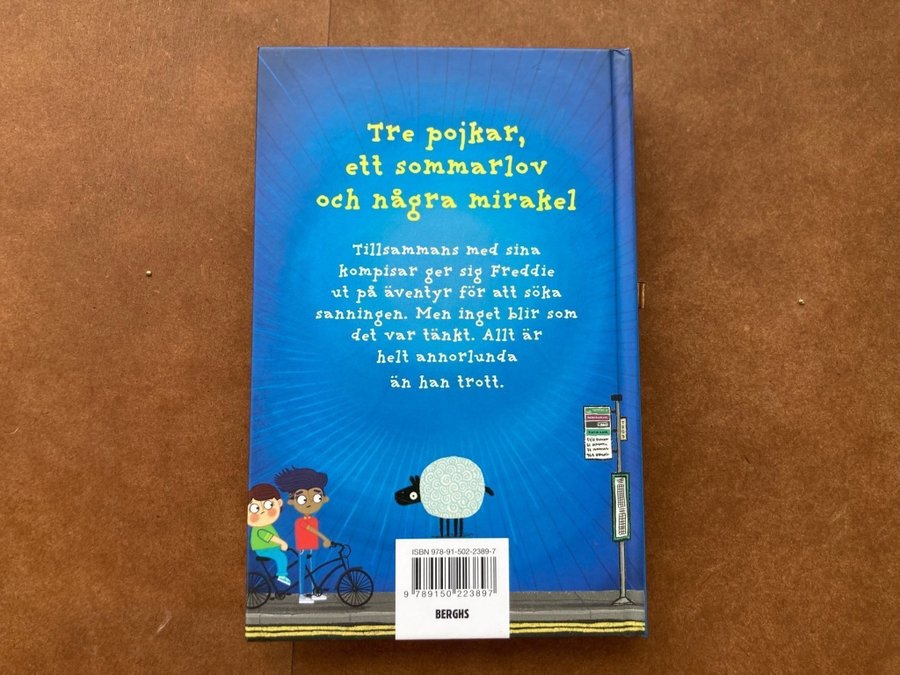 Tre pojkar,
ett sommarlov
och några mirakel
Tillsammans med sina
kompisar ger sig Freddie
ut på äventyr för att söka
sanningen. Men inget blir som
det var tänkt. Allt är
helt annorlunda
än han trott.
ISBN 978-91-502-2389-7
9 789150 223897
BERGHS